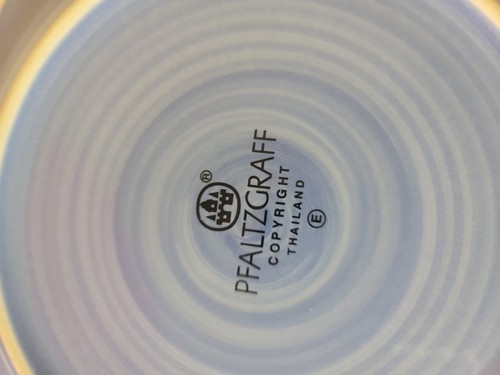 ®
PFALTZGRAFF
COPYRIGHT
THAILAND
E